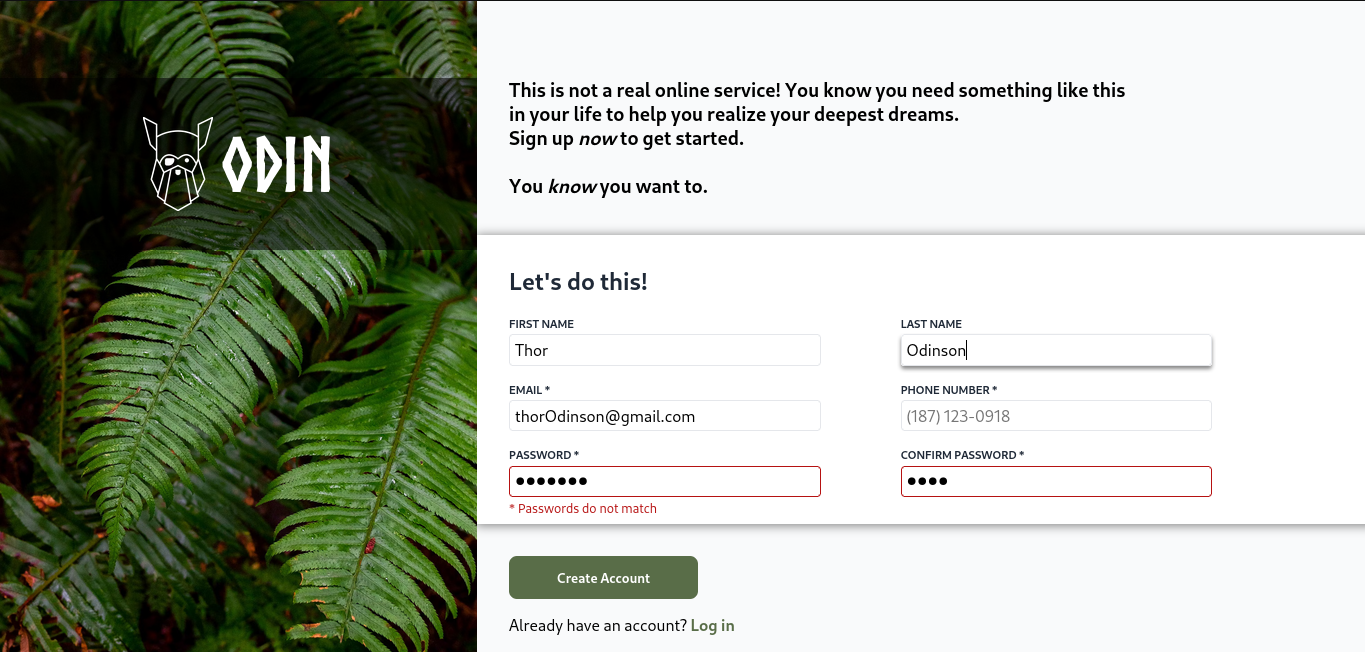 ODIN
This is not a real online service! You know you need something like this
in your life to help you realize your deepest dreams.
Sign up now to get started.
You know you want to.
Let's do this!
FIRST NAME
LAST NAME
Thor
Odinson
EMAIL *
PHONE NUMBER *
thorOdinson@gmail.com
(187) 123-0918
PASSWORD *
CONFIRM PASSWORD *
●●●●●●●
●●●●
* Passwords do not match
Create Account
Already have an account? Log in